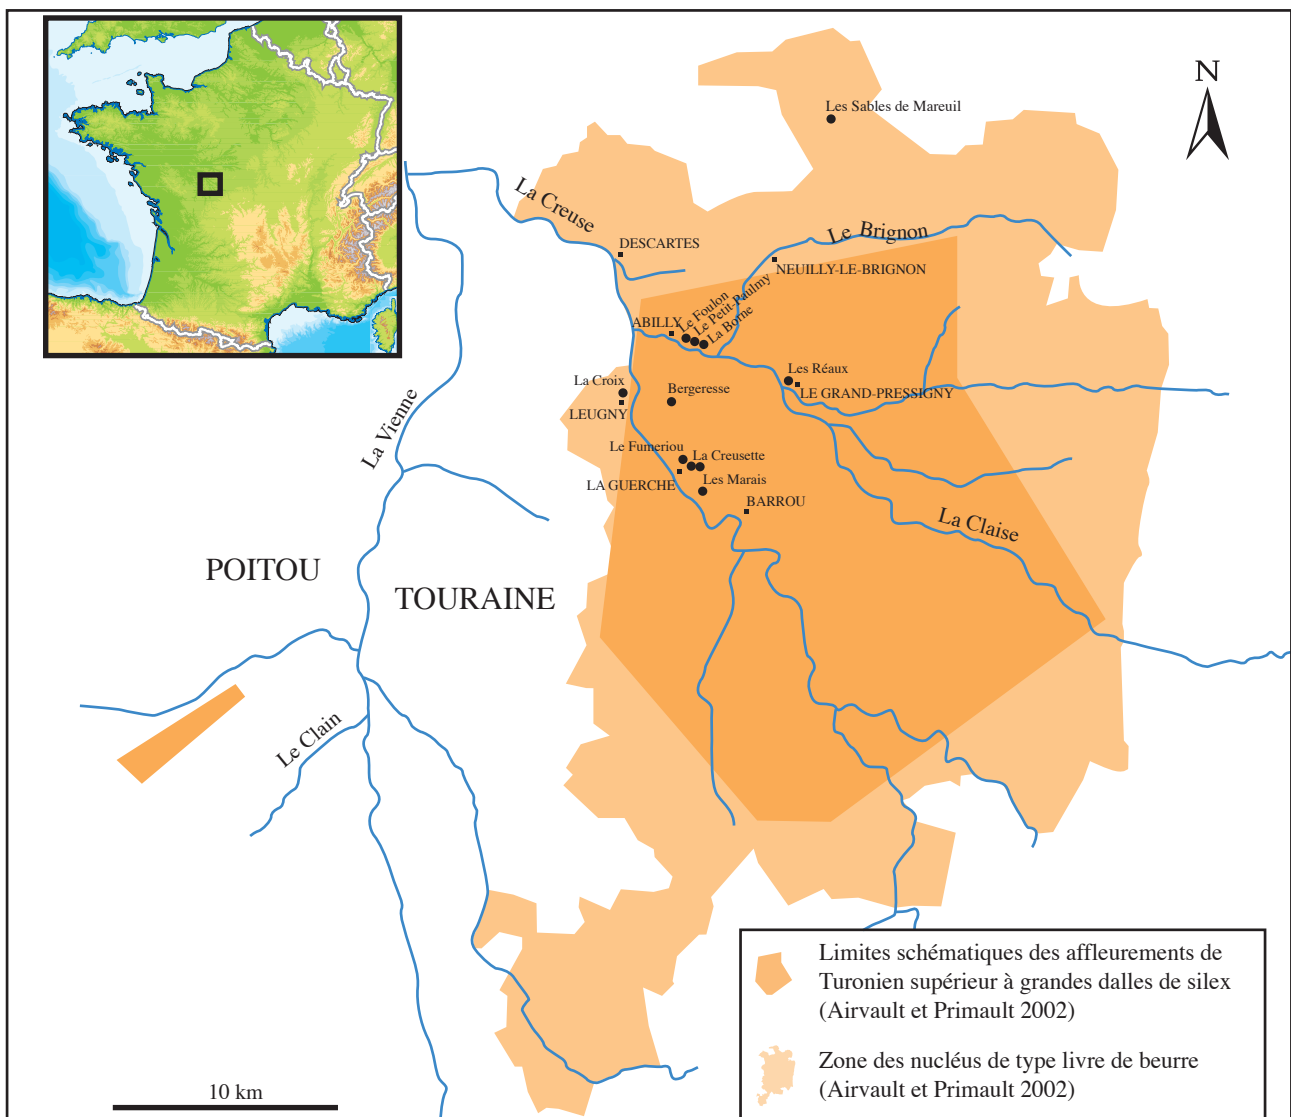 N
Les Sables de Mareuil
La Creuse
Le Brignon
DESCARTES
NEUILLY-LE-BRIGNON
ABILLY
Le Foulon
Le Petit-Paulmy
La Borne
Les Réaux
LE GRAND-PRESSIGNY
La Croix
LEUGNY
Bergeresse
La Vienne
Le Fumeriou
La Creusette
LA GUERCHE
Les Marais
BARROU
La Claise
POITOU
TOURAINE
Le Clain
Limites schématiques des affleurements de
Turonien supérieur à grandes dalles de silex
(Airvault et Primault 2002)
Zone des nucléus de type livre de beurre
(Airvault et Primault 2002)
10 km